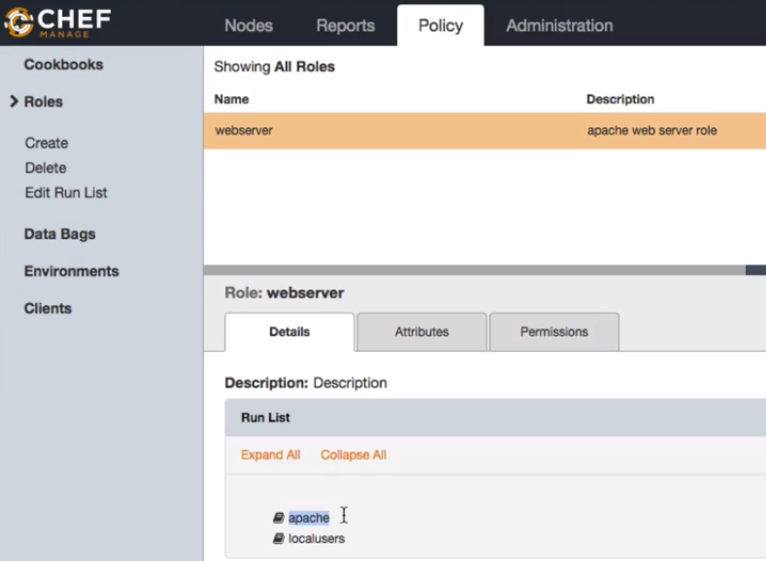 CHEF
MANAGE
Nodes Reports Policy Administration
Cookbooks
Roles
Create
Delete
Edit Run List
Data Bags
Environments
Clients
Showing All Roles
Name Description
webserver apache web server role
Role: webserver
Details Attributes Permissions
Description: Description
Run List
Expand All Collapse All
apache
localusers